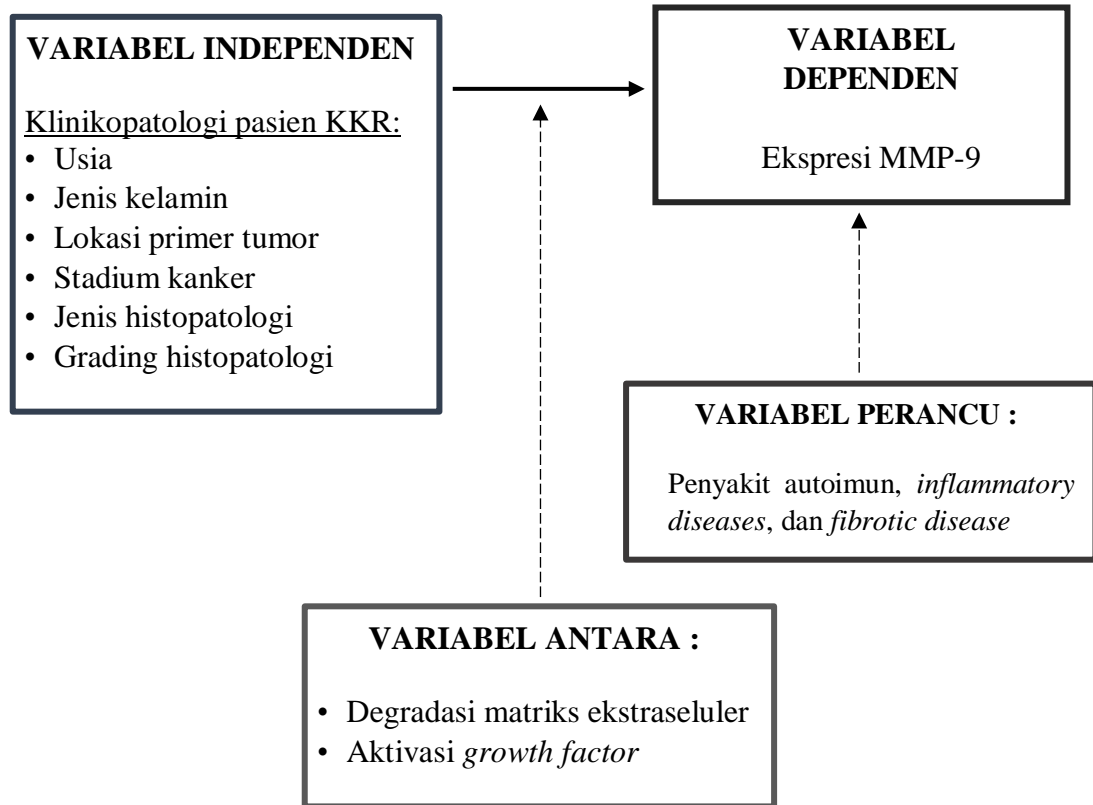 VARIABEL INDEPENDEN
Klinikopatologi pasien KKR:
• Usia
• Jenis kelamin
• Lokasi primer tumor
• Stadium kanker
• Jenis histopatologi
• Grading histopatologi
VARIABEL
DEPENDEN
Ekspresi MMP-9
VARIABEL PERANCU :
Penyakit autoimun, inflammatory
diseases, dan fibrotic disease
VARIABEL ANTARA :
• Degradasi matriks ekstraseluler
• Aktivasi growth factor